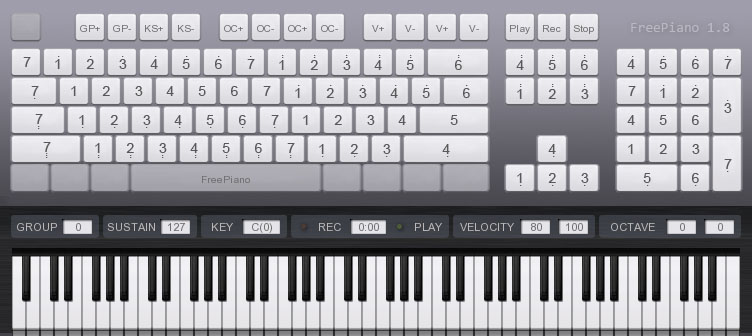 GP+ GP- KS+ KS- OC+ OC- OC+ OC- V+ V- V+ V- Play Rec Stop FreePiano 1.8
7 1 2 3 4 5 6 7 1 2 3 4 5 6 4 5 6 4 5 6 7
7 1 2 3 4 5 6 7 1 2 3 4 5 6 1 2 3 7 1 2 3
7 1 2 3 4 5 6 7 1 2 3 4 5 4 5 6
7 1 2 3 4 5 6 7 1 2 3 4 4 1 2 3 7
FreePiano 1 2 3 5 6
GROUP 0 SUSTAIN 127 KEY C(0) REC 0:00 PLAY VELOCITY 80 100 OCTAVE 0 0